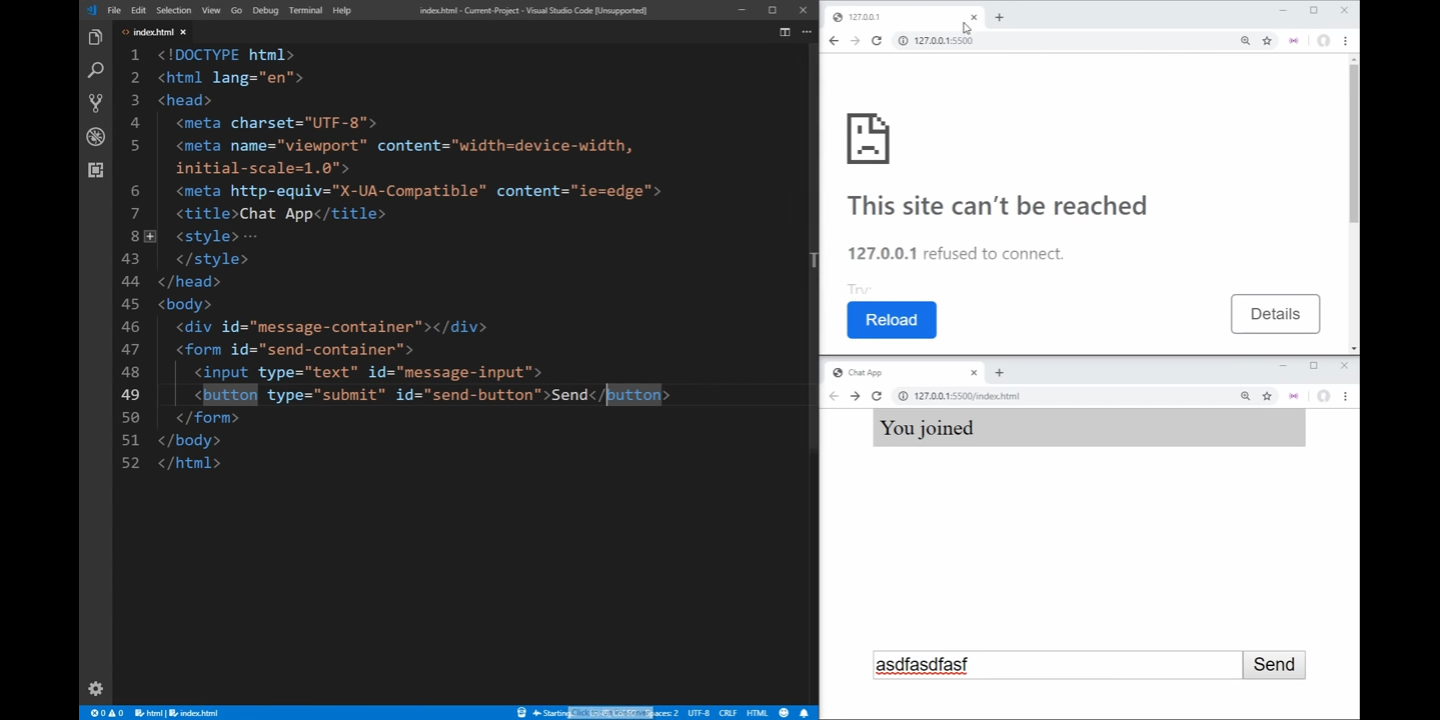 File Edit Selection View Go Debug Terminal Help
index.html - Current-Project - Visual Studio Code [Unsupported]
index.html
1 <!DOCTYPE html>
2 <html lang="en">
3 <head>
4 <meta charset="UTF-8">
5 <meta name="viewport" content="width=device-width,
initial-scale=1.0">
6 <meta http-equiv="X-UA-Compatible" content="ie=edge">
7 <title>Chat App</title>
8 <style>
43 </style>
44 </head>
45 <body>
46 <div id="message-container"></div>
47 <form id="send-container">
48 <input type="text" id="message-input">
49 <button type="submit" id="send-button">Send</button>
50 </form>
51 </body>
52 </html>
0 0 html | index.html
Starting Spaces: 2 UTF-8 CRLF HTML
127.0.0.1
127.0.0.1:5500
This site can’t be reached
127.0.0.1 refused to connect.
Try:
Reload
Details
Chat App
127.0.0.1:5500/index.html
You joined
asdfasdfasf
Send